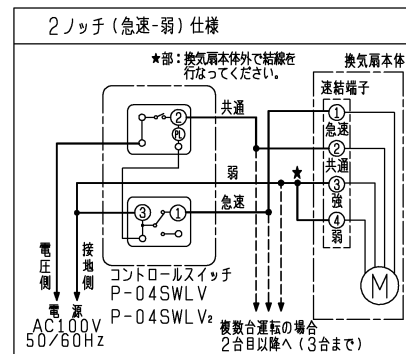 2ノッチ(急速-弱)仕様
★部:換気扇本体外で結線を
行なってください。
換気扇本体
速結端子
共通
2
PL
1
急速
2
共通
弱
★
3
強
急速
3
1
4
弱
電圧側
接地側
コントロールスイッチ
P-04SWLV
P-04SWLV₂
M
電源
AC100V
50/60Hz
複数台運転の場合
2台目以降へ(3台まで)